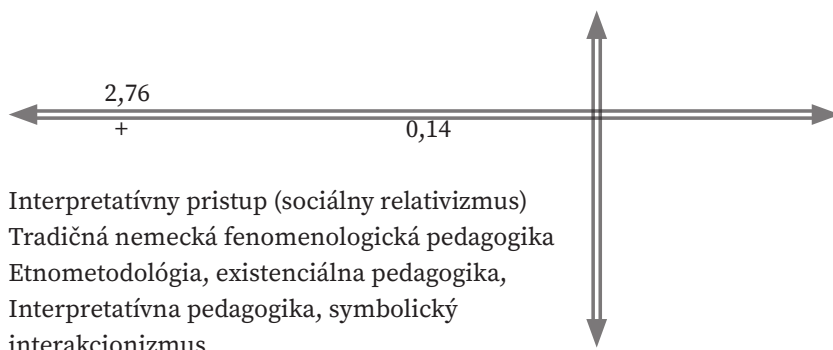 2,76
+
0,14
Interpretatívny pristup (sociálny relativizmus)
Tradičná nemecká fenomenologická pedagogika
Etnometodológia, existenciálna pedagogika,
Interpretatívna pedagogika, symbolický
interakcionizmus